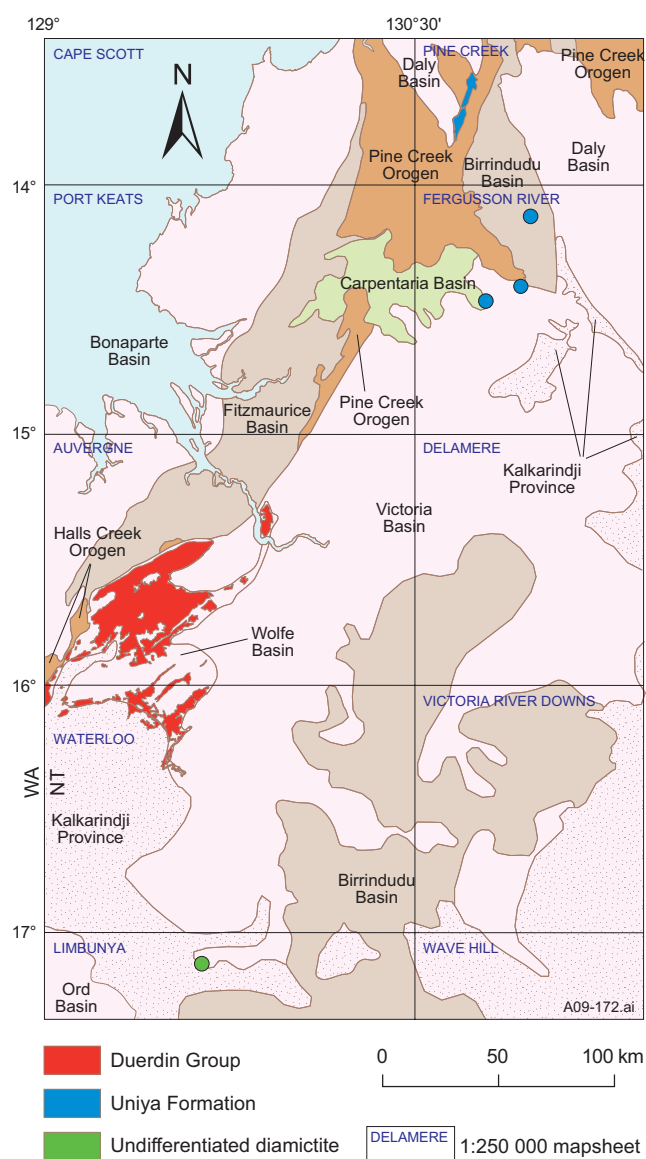 129°
130°30'
CAPE SCOTT
PINE CREEK
N
Daly
Basin
Pine Creek
Orogen
Pine Creek
Orogen
Birrindudu
Basin
Daly
Basin
14°
PORT KEATS
FERGUSSON RIVER
Carpentaria Basin
Bonaparte
Basin
Fitzmaurice
Basin
Pine Creek
Orogen
15°
AUVERGNE
DELAMERE
Kalkarindji
Province
Victoria
Basin
Halls Creek
Orogen
Wolfe
Basin
16°
VICTORIA RIVER DOWNS
WATERLOO
WA
NT
Kalkarindji
Province
Birrindudu
Basin
17°
LIMBUNYA
WAVE HILL
Ord
Basin
A09-172.ai
Duerdin Group
Uniya Formation
Undifferentiated diamictite
0 50 100 km
DELAMERE
1:250 000 mapsheet